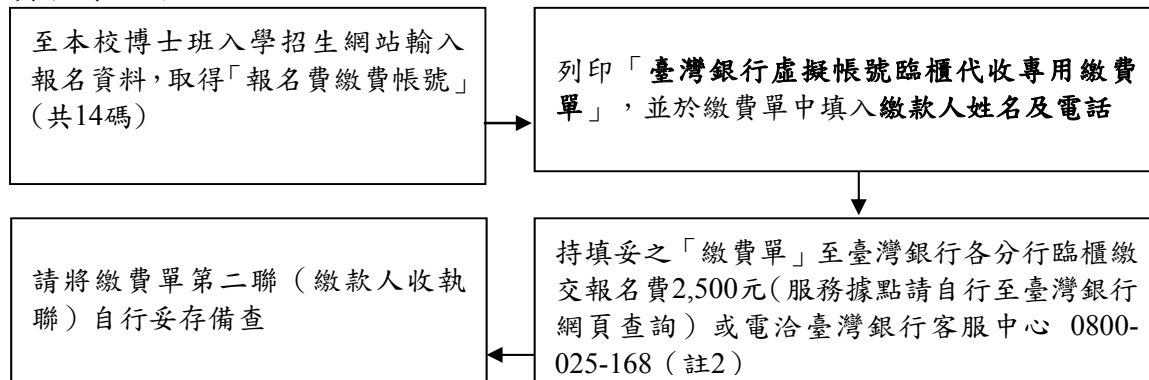 至本校博士班入學招生網站輸入
報名資料，取得「報名費繳費帳號」
（共14碼）
列印「臺灣銀行虛擬帳號臨櫃代收專用繳費
單」，並於繳費單中填入繳款人姓名及電話
持填妥之「繳費單」至臺灣銀行各分行臨櫃繳
交報名費2,500元（服務據點請自行至臺灣銀行
網頁查詢）或電洽臺灣銀行客服中心 0800-
025-168（註2）
請將繳費單第二聯（繳款人收執
聯）自行妥存備查